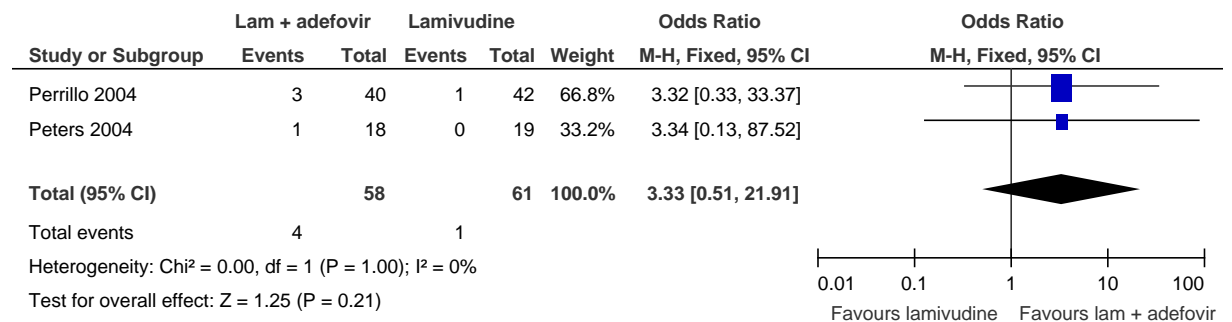 Lam + adefovir Lamivudine Odds Ratio Odds Ratio
Study or Subgroup Events Total Events Total Weight M-H, Fixed, 95% CI M-H, Fixed, 95% CI
Perrillo 2004 3 40 1 42 66.8% 3.32 [0.33, 33.37]
Peters 2004 1 18 0 19 33.2% 3.34 [0.13, 87.52]
Total (95% CI) 58 61 100.0% 3.33 [0.51, 21.91]
Total events 4 1
Heterogeneity: Chi² = 0.00, df = 1 (P = 1.00); I² = 0%
Test for overall effect: Z = 1.25 (P = 0.21)
0.01 0.1 1 10 100
Favours lamivudine Favours lam + adefovir